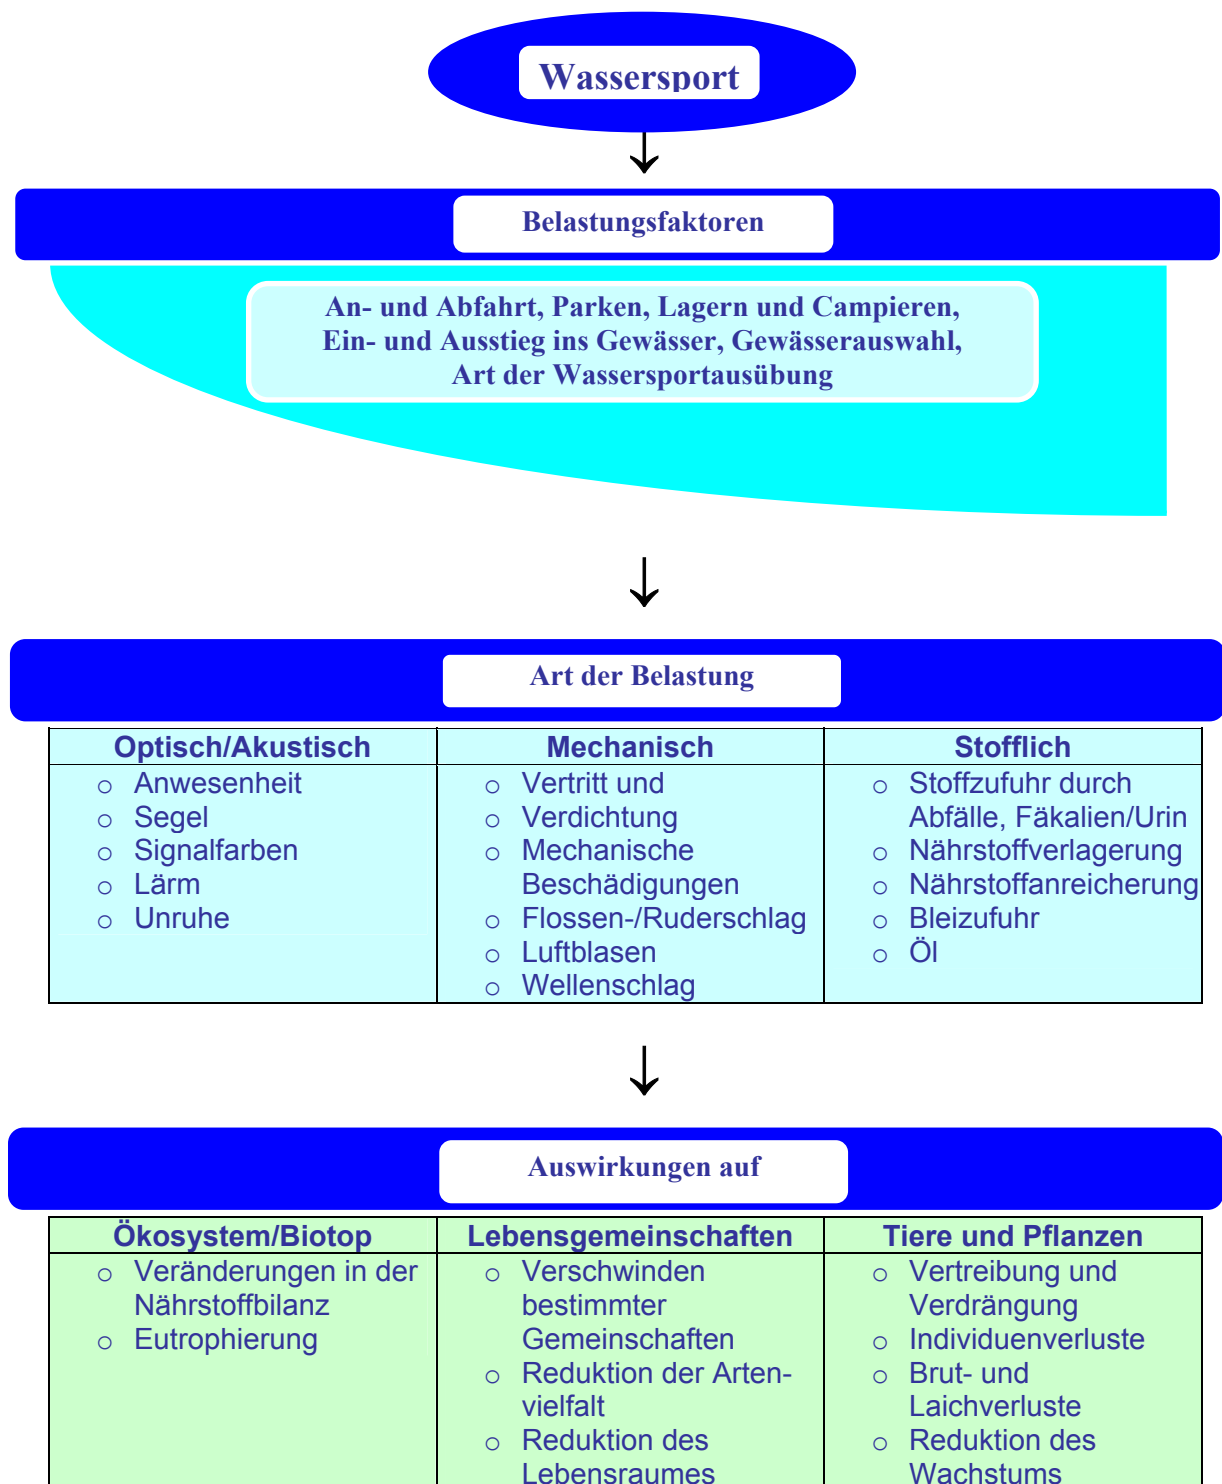 Wassersport
Belastungsfaktoren
An- und Abfahrt, Parken, Lagern und Campieren,
Ein- und Ausstieg ins Gewässer, Gewässerauswahl,
Art der Wassersportausübung
Art der Belastung
Optisch/Akustisch
o Anwesenheit
o Segel
o Signalfarben
o Lärm
o Unruhe
Mechanisch
o Vertritt und
o Verdichtung
o Mechanische
Beschädigungen
o Flossen-/Ruderschlag
o Luftblasen
o Wellenschlag
Stofflich
o Stoffzufuhr durch
Abfälle, Fäkalien/Urin
o Nährstoffverlagerung
o Nährstoffanreicherung
o Bleizufuhr
o Öl
Auswirkungen auf
Ökosystem/Biotop
o Veränderungen in der
Nährstoffbilanz
o Eutrophierung
Lebensgemeinschaften
o Verschwinden
bestimmter
Gemeinschaften
o Reduktion der Arten-
vielfalt
o Reduktion des
Lebensraumes
Tiere und Pflanzen
o Vertreibung und
Verdrängung
o Individuenverluste
o Brut- und
Laichverluste
o Reduktion des
Wachstums